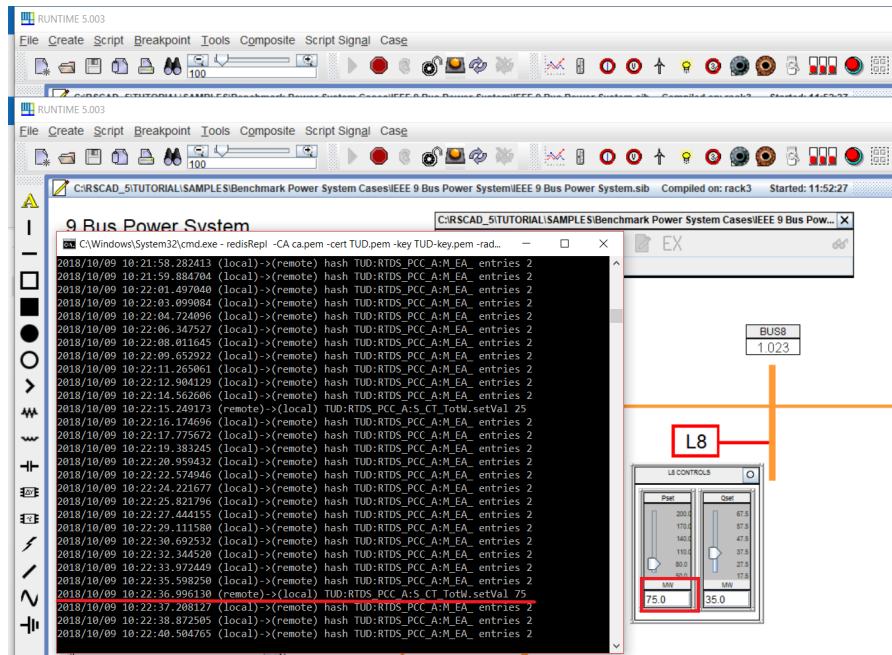 RUNTIME 5.003
File Create Script Breakpoint Tools Composite Script Signal Case
100
RUNTIME 5.003
File Create Script Breakpoint Tools Composite Script Signal Case
100
C:\RSCAD_5\TUTORIAL\SAMPLES\Benchmark Power System Cases\IEEE 9 Bus Power System\IEEE 9 Bus Power System.sib Compiled on: rack3 Started: 11:52:27
A
9 Bus Power System
C:\RSCAD_5\TUTORIAL\SAMPLES\Benchmark Power System Cases\IEEE 9 Bus Pow... X
EX
C:\Windows\System32\cmd.exe - redisRepl -CA ca.pem -cert TUD.pem -key TUD-key.pem -rad...
2018/10/09 10:21:58.282413 (local)->(remote) hash TUD:RTDS_PCC_A:M_EA_ entries 2
2018/10/09 10:21:59.884704 (local)->(remote) hash TUD:RTDS_PCC_A:M_EA_ entries 2
2018/10/09 10:22:01.497040 (local)->(remote) hash TUD:RTDS_PCC_A:M_EA_ entries 2
2018/10/09 10:22:03.099084 (local)->(remote) hash TUD:RTDS_PCC_A:M_EA_ entries 2
2018/10/09 10:22:04.724096 (local)->(remote) hash TUD:RTDS_PCC_A:M_EA_ entries 2
2018/10/09 10:22:06.347527 (local)->(remote) hash TUD:RTDS_PCC_A:M_EA_ entries 2
2018/10/09 10:22:08.011645 (local)->(remote) hash TUD:RTDS_PCC_A:M_EA_ entries 2
2018/10/09 10:22:09.652922 (local)->(remote) hash TUD:RTDS_PCC_A:M_EA_ entries 2
2018/10/09 10:22:11.265061 (local)->(remote) hash TUD:RTDS_PCC_A:M_EA_ entries 2
2018/10/09 10:22:12.904129 (local)->(remote) hash TUD:RTDS_PCC_A:M_EA_ entries 2
2018/10/09 10:22:14.562606 (local)->(remote) hash TUD:RTDS_PCC_A:M_EA_ entries 2
2018/10/09 10:22:15.249173 (remote)->(local) TUD:RTDS_PCC_A:S_CT_TotW.setVal 25
2018/10/09 10:22:16.174696 (local)->(remote) hash TUD:RTDS_PCC_A:M_EA_ entries 2
2018/10/09 10:22:17.775672 (local)->(remote) hash TUD:RTDS_PCC_A:M_EA_ entries 2
2018/10/09 10:22:19.383245 (local)->(remote) hash TUD:RTDS_PCC_A:M_EA_ entries 2
2018/10/09 10:22:20.959432 (local)->(remote) hash TUD:RTDS_PCC_A:M_EA_ entries 2
2018/10/09 10:22:22.574946 (local)->(remote) hash TUD:RTDS_PCC_A:M_EA_ entries 2
2018/10/09 10:22:24.221677 (local)->(remote) hash TUD:RTDS_PCC_A:M_EA_ entries 2
2018/10/09 10:22:25.821796 (local)->(remote) hash TUD:RTDS_PCC_A:M_EA_ entries 2
2018/10/09 10:22:27.444155 (local)->(remote) hash TUD:RTDS_PCC_A:M_EA_ entries 2
2018/10/09 10:22:29.111580 (local)->(remote) hash TUD:RTDS_PCC_A:M_EA_ entries 2
2018/10/09 10:22:30.692532 (local)->(remote) hash TUD:RTDS_PCC_A:M_EA_ entries 2
2018/10/09 10:22:32.344520 (local)->(remote) hash TUD:RTDS_PCC_A:M_EA_ entries 2
2018/10/09 10:22:33.972449 (local)->(remote) hash TUD:RTDS_PCC_A:M_EA_ entries 2
2018/10/09 10:22:35.598250 (local)->(remote) hash TUD:RTDS_PCC_A:M_EA_ entries 2
2018/10/09 10:22:36.996130 (remote)->(local) TUD:RTDS_PCC_A:S_CT_TotW.setVal 75
2018/10/09 10:22:37.208127 (local)->(remote) hash TUD:RTDS_PCC_A:M_EA_ entries 2
2018/10/09 10:22:38.872505 (local)->(remote) hash TUD:RTDS_PCC_A:M_EA_ entries 2
2018/10/09 10:22:40.504765 (local)->(remote) hash TUD:RTDS_PCC_A:M_EA_ entries 2
BUS8
1.023
L8
L8 CONTROLS
Pset Qset
200.0 67.5
170.0 57.5
140.0 47.5
110.0 37.5
80.0 27.5
50.0 17.5
MW MW
75.0 35.0